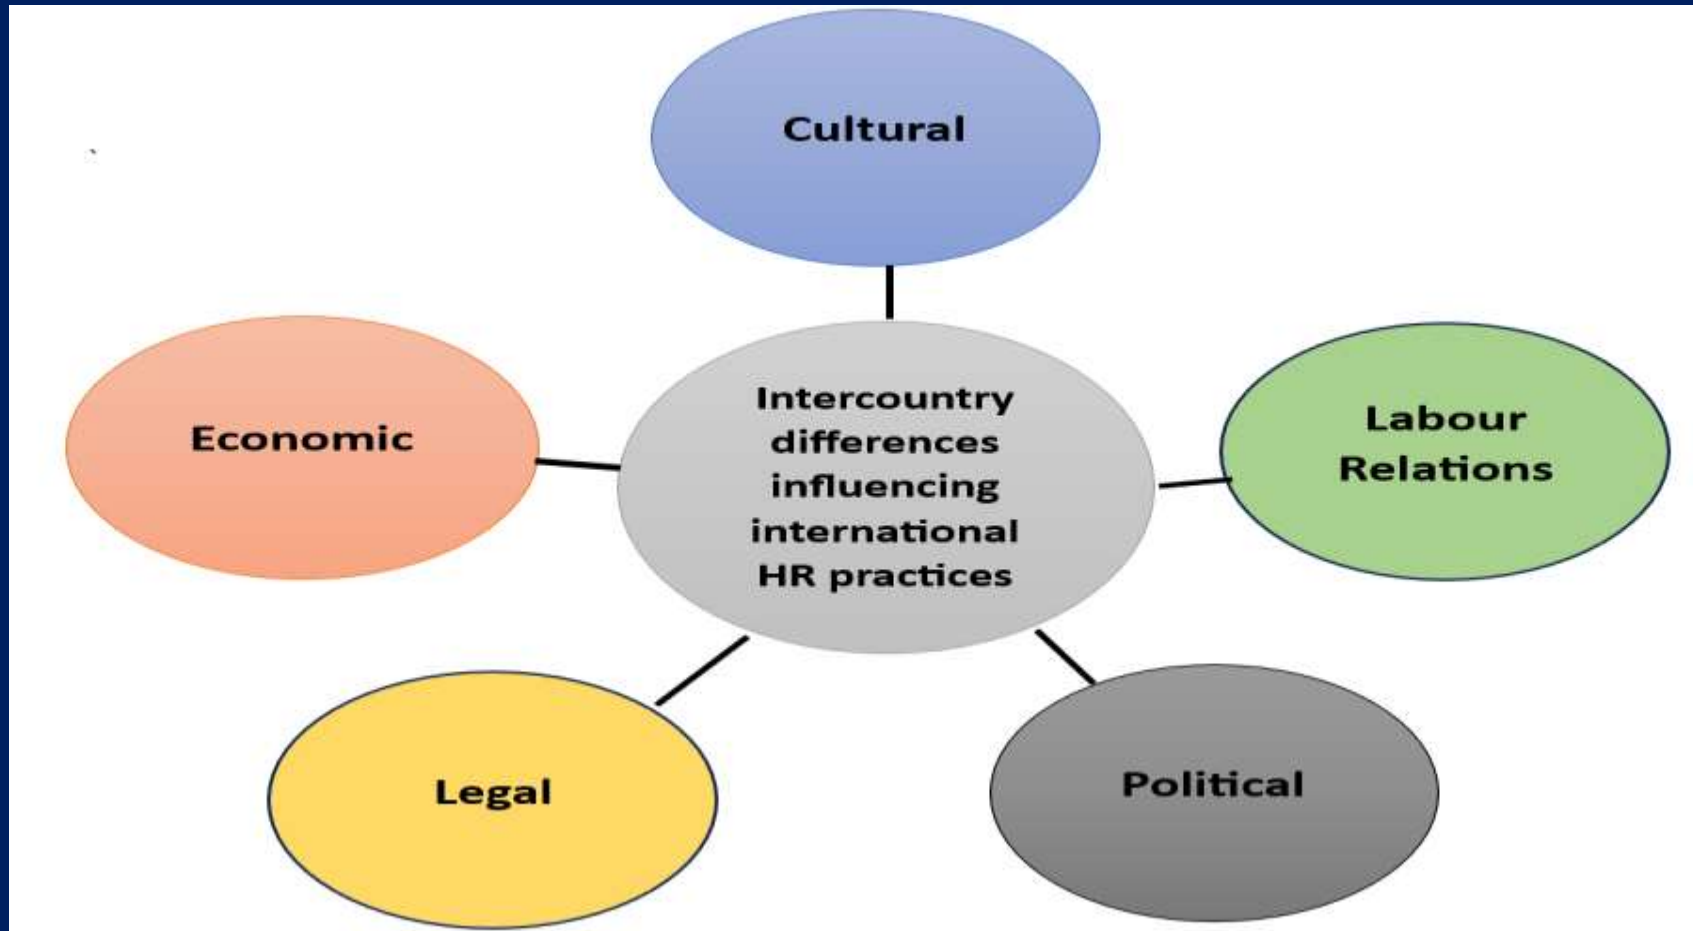 Cultural
Economic
Intercountry
differences
influencing
international
HR practices
Labour
Relations
Legal
Political